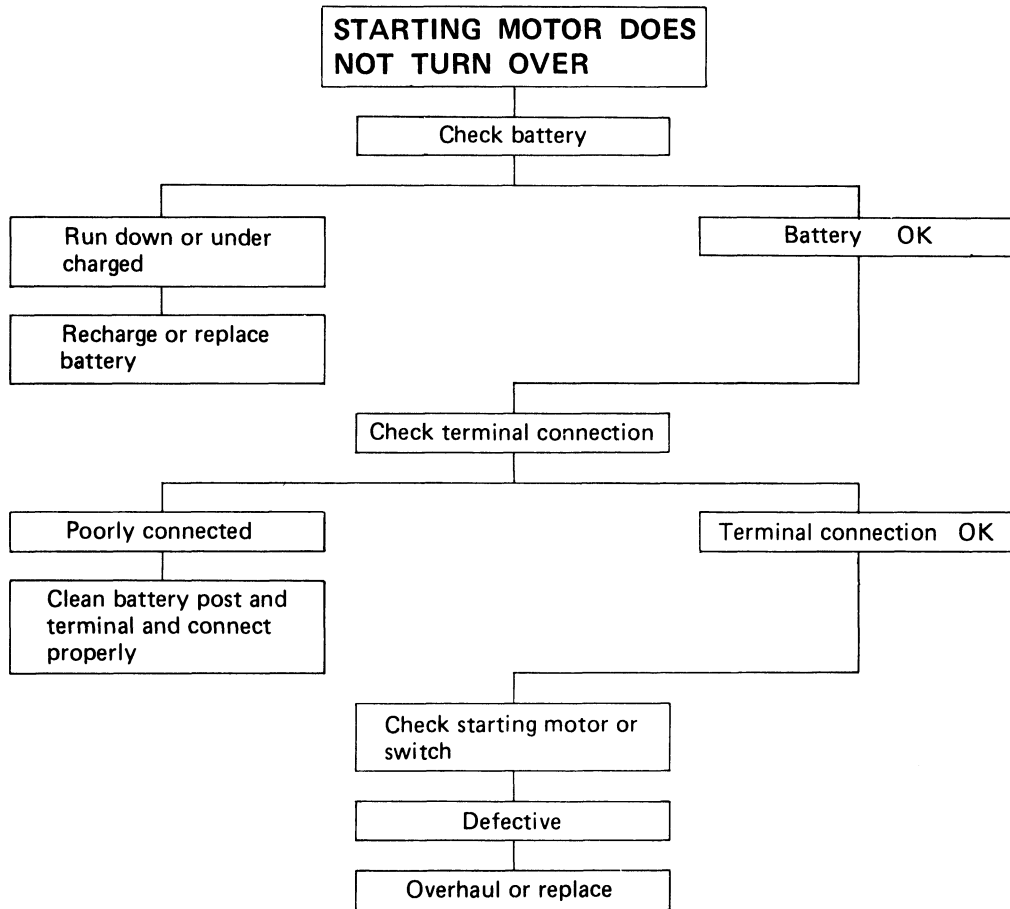 STARTING MOTOR DOES
NOT TURN OVER
Check battery
Run down or under
charged
Battery OK
Recharge or replace
battery
Check terminal connection
Poorly connected
Terminal connection OK
Clean battery post and
terminal and connect
properly
Check starting motor or
switch
Defective
Overhaul or replace